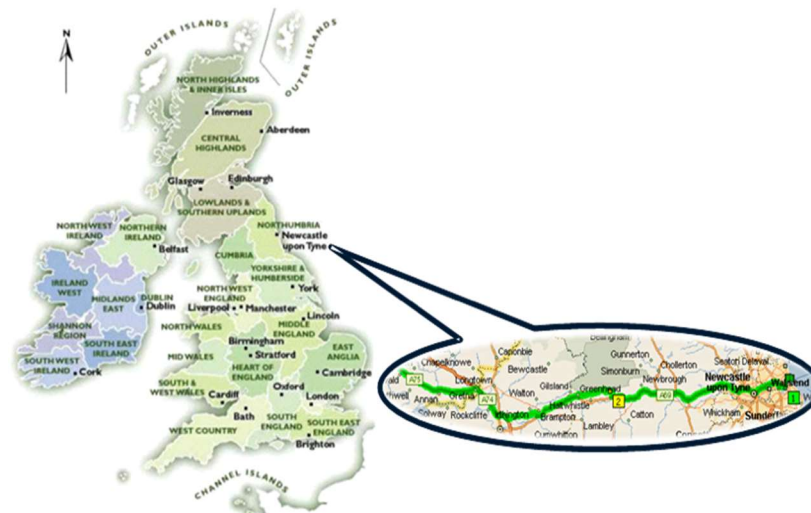 OUTER ISLANDS
OUTER ISLANDS
N
NORTH HIGHLANDS
& INNER ISLES
Inverness
Aberdeen
CENTRAL
HIGHLANDS
Glasgow
Edinburgh
LOWLANDS &
SOUTHERN UPLANDS
NORTH WEST
IRELAND
NORTHERN
IRELAND
Belfast
NORTHUMBRIA
Newcastle
upon Tyne
CUMBRIA
YORKSHIRE &
HUMBERSIDE
York
IRELAND
WEST
MIDLANDS
EAST
DUBLIN
Dublin
NORTH WEST
ENGLAND
Liverpool
Manchester
Lincoln
SHANNON
REGION
NORTH WALES
MIDDLE
ENGLAND
SOUTH EAST
IRELAND
Birmingham
Stratford
EAST
ANGLIA
SOUTH WEST
IRELAND
Cork
MID WALES
HEART OF
ENGLAND
Cambridge
SOUTH &
WEST WALES
Cardiff
Oxford
London
Bath
SOUTH
ENGLAND
SOUTH EAST
ENGLAND
WEST COUNTRY
Brighton
CHANNEL ISLANDS
Bellingham
Chapelknowe
Canonbie
Gunnerton
Chollerton
Seaton Delaval
Bewcastle
Simonburn
A75
Longtown
Walton
Gilsland
Greenhead
Newbrough
Newcastle
upon Tyne
Wallsend
Annan
Gretna
A74
Haltwhistle
2
A69
1
Rockcliffe
Brampton
Catton
Whickham
Lambley
Cumwhitton